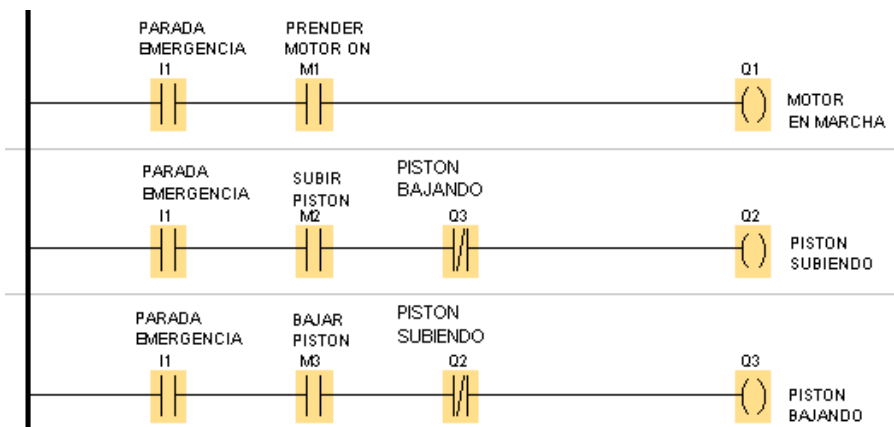 PARADA
EMERGENCIA
I1
PRENDER
MOTOR ON
M1
Q1
MOTOR
EN MARCHA
PARADA
EMERGENCIA
I1
SUBIR
PISTON
M2
PISTON
BAJANDO
Q3
Q2
PISTON
SUBIENDO
PARADA
EMERGENCIA
I1
BAJAR
PISTON
M3
PISTON
SUBIENDO
Q2
Q3
PISTON
BAJANDO